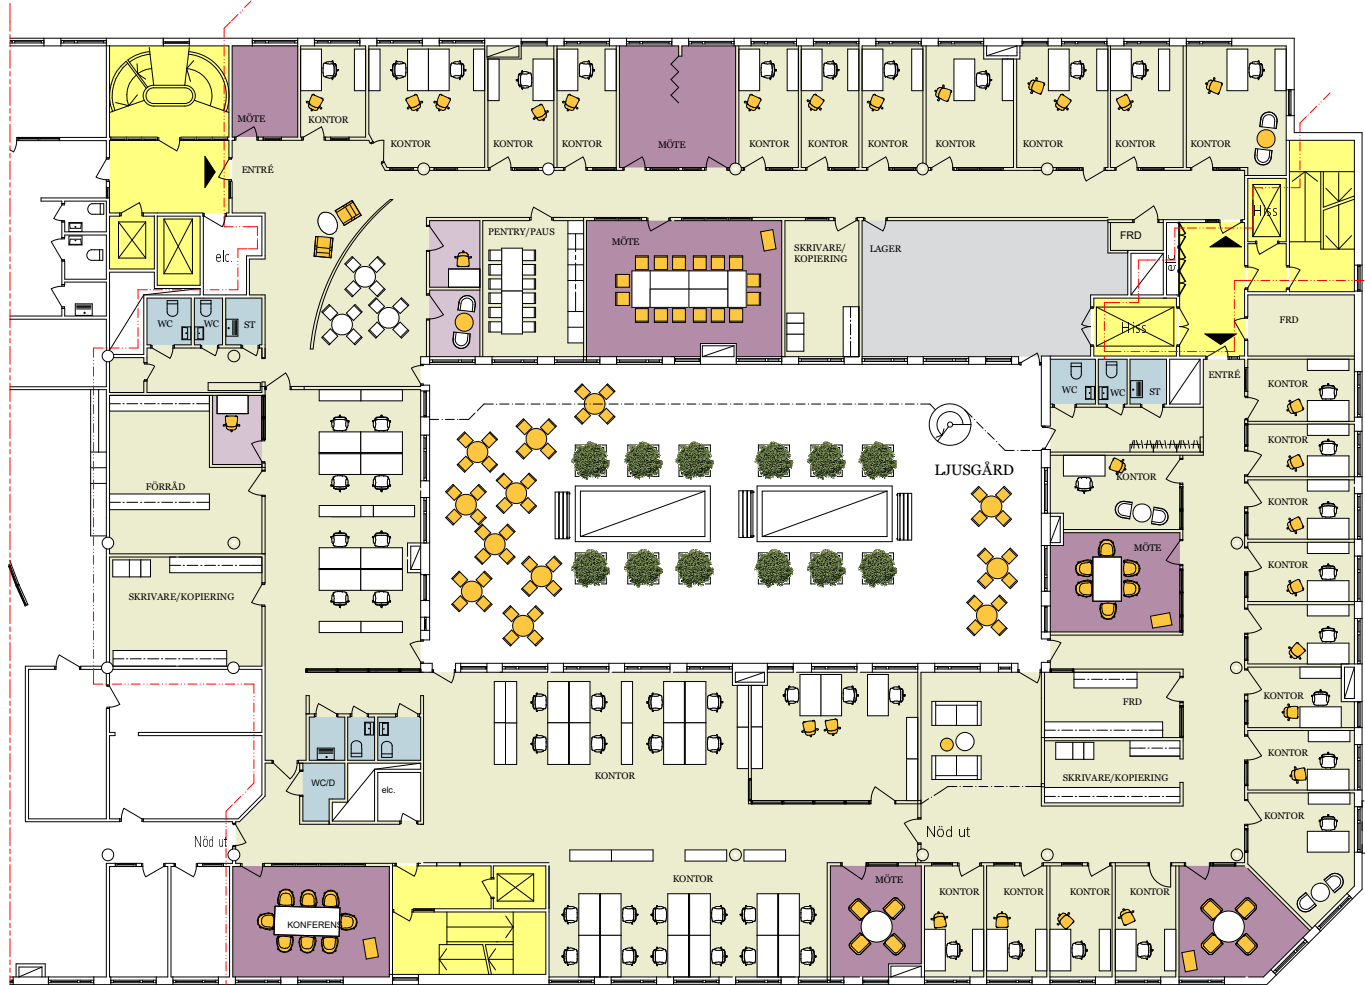 MÖTE
KONTOR
KONTOR
KONTOR
KONTOR
MÖTE
KONTOR
KONTOR
KONTOR
KONTOR
KONTOR
KONTOR
KONTOR
ENTRÉ
Hiss
PENTRY/PAUS
MÖTE
SKRIVARE/
KOPIERING
LAGER
FRD
elc.
elc.
WC
WC
ST
Hiss
FRD
ENTRÉ
WC
WC
ST
KONTOR
KONTOR
LJUSGÅRD
KONTOR
FÖRRÅD
KONTOR
MÖTE
KONTOR
SKRIVARE/KOPIERING
KONTOR
FRD
KONTOR
KONTOR
SKRIVARE/KOPIERING
WC/D
elc.
KONTOR
Nöd ut
Nöd ut
KONTOR
MÖTE
KONTOR
KONTOR
KONTOR
KONTOR
KONFERENS